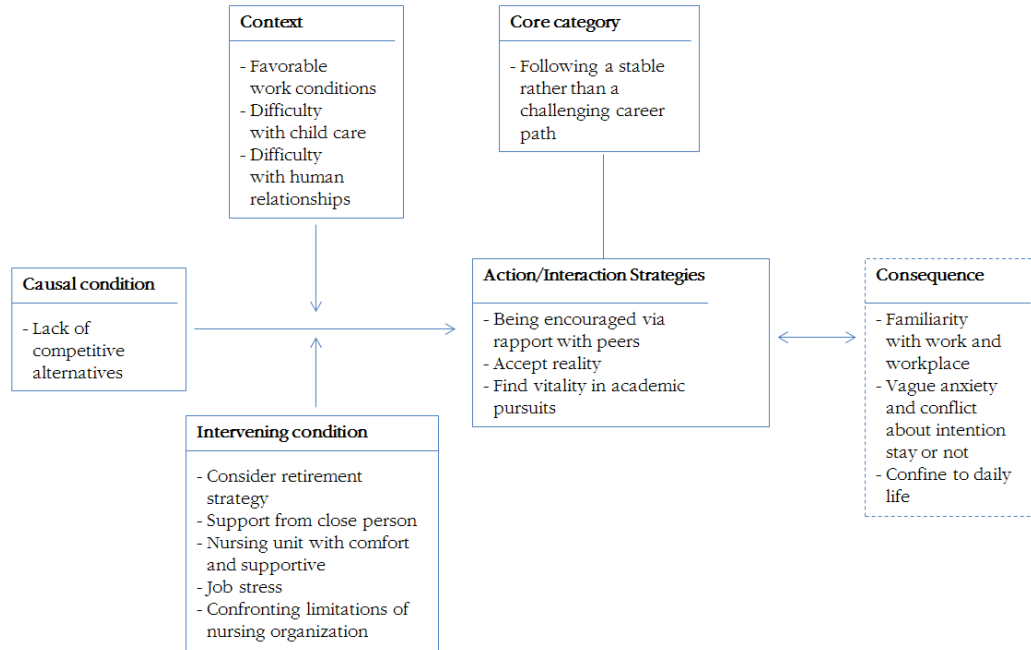 Context
- Favorable
work conditions
- Difficulty
with child care
- Difficulty
with human
relationships
Core category
- Following a stable
rather than a
challenging career
path
Causal condition
- Lack of
competitive
alternatives
Action/Interaction Strategies
- Being encouraged via
rapport with peers
- Accept reality
- Find vitality in academic
pursuits
Consequence
- Familiarity
with work and
workplace
- Vague anxiety
and conflict
about intention
stay or not
- Confine to daily
life
Intervening condition
- Consider retirement
strategy
- Support from close person
- Nursing unit with comfort
and supportive
- Job stress
- Confronting limitations of
nursing organization